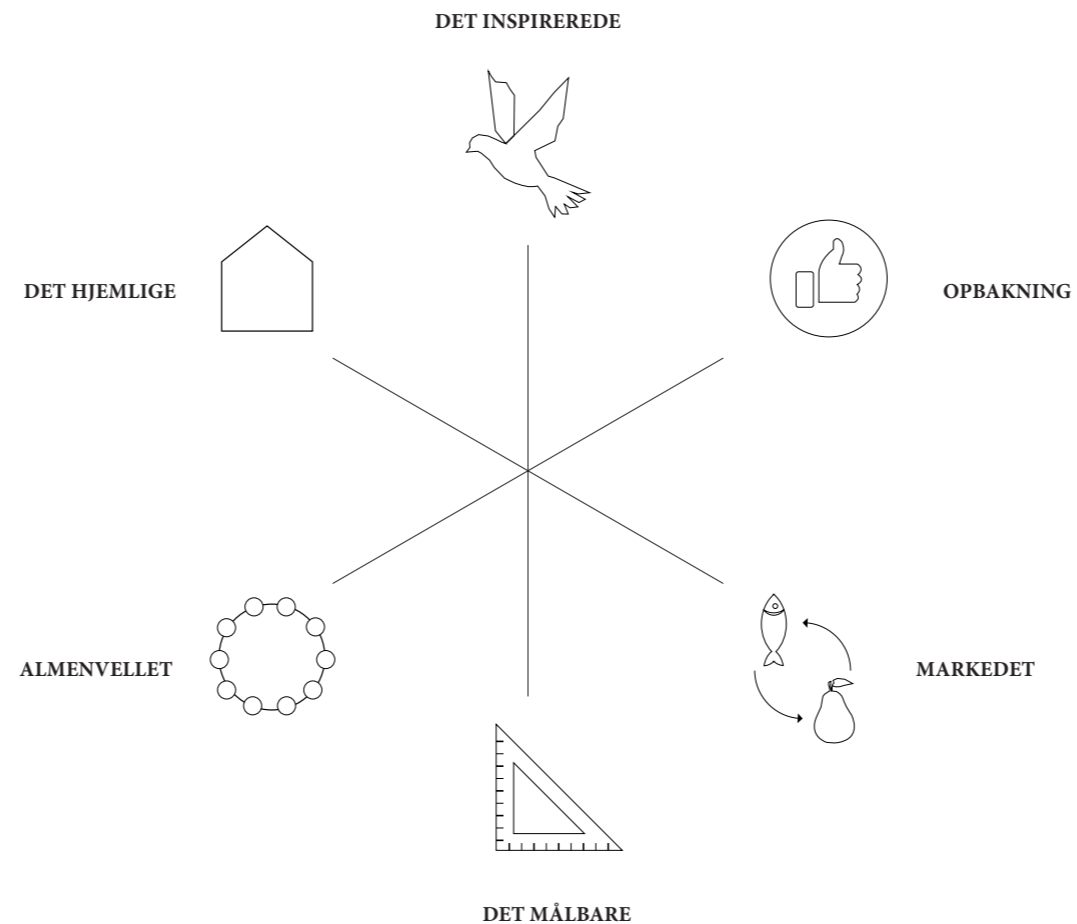 DET INSPIREREDE
DET HJEMLIGE
OPBAKNING
ALMENVELLET
MARKEDET
DET MÅLBARE